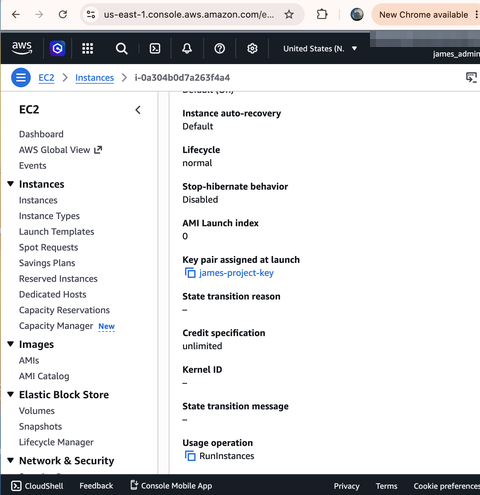 us-east-1.console.aws.amazon.com/e...
New Chrome available
aws
United States (N.
james_admin
EC2
Instances
i-0a304b0d7a263f4a4
EC2
Dashboard
AWS Global View
Events
Instances
Instances
Instance Types
Launch Templates
Spot Requests
Savings Plans
Reserved Instances
Dedicated Hosts
Capacity Reservations
Capacity Manager New
Images
AMIs
AMI Catalog
Elastic Block Store
Volumes
Snapshots
Lifecycle Manager
Network & Security
Default (On)
Instance auto-recovery
Default
Lifecycle
normal
Stop-hibernate behavior
Disabled
AMI Launch index
0
Key pair assigned at launch
james-project-key
State transition reason
–
Credit specification
unlimited
Kernel ID
–
State transition message
–
Usage operation
RunInstances
CloudShell
Feedback
Console Mobile App
Privacy
Terms
Cookie preferences